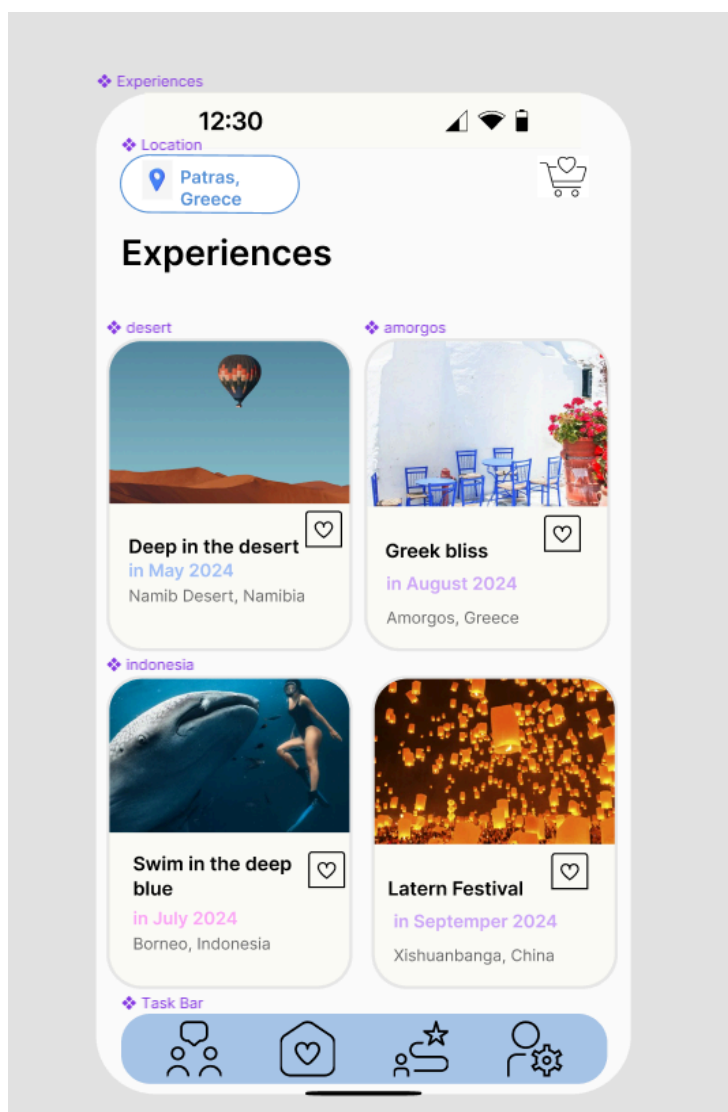 Experiences
12:30
Location
Patras,
Greece
Experiences
desert
amorgos
Deep in the desert
in May 2024
Namib Desert, Namibia
Greek bliss
in August 2024
Amorgos, Greece
indonesia
Swim in the deep
blue
in July 2024
Borneo, Indonesia
Latern Festival
in Septemper 2024
Xishuanbanga, China
Task Bar